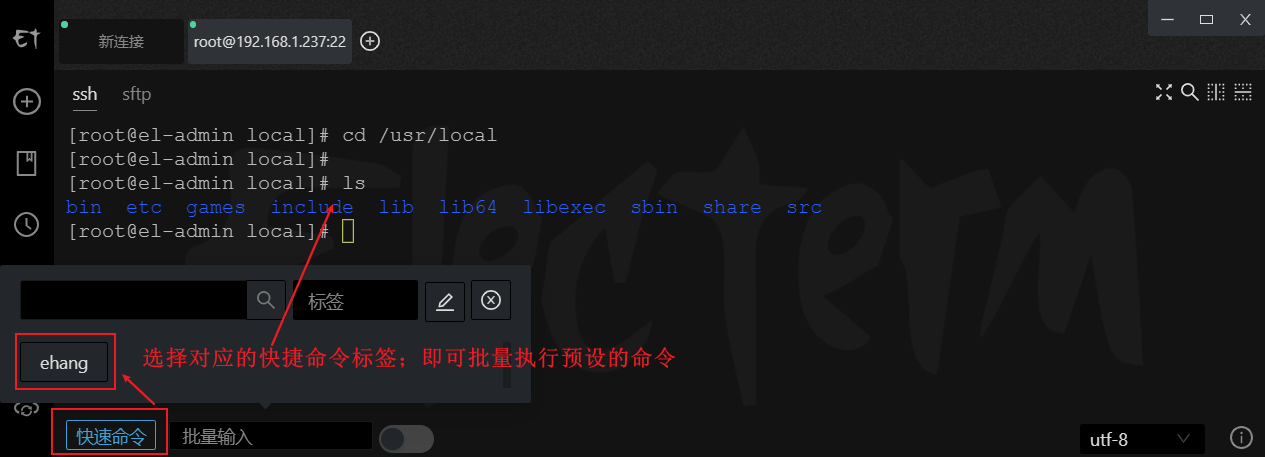 ET
新连接
root@192.168.1.237:22
ssh sftp
[root@el-admin local]# cd /usr/local
[root@el-admin local]#
[root@el-admin local]# ls
bin etc games include lib lib64 libexec sbin share src
[root@el-admin local]#
electerm
标签
ehang
选择对应的快捷命令标签；即可批量执行预设的命令
快速命令
批量输入
utf-8